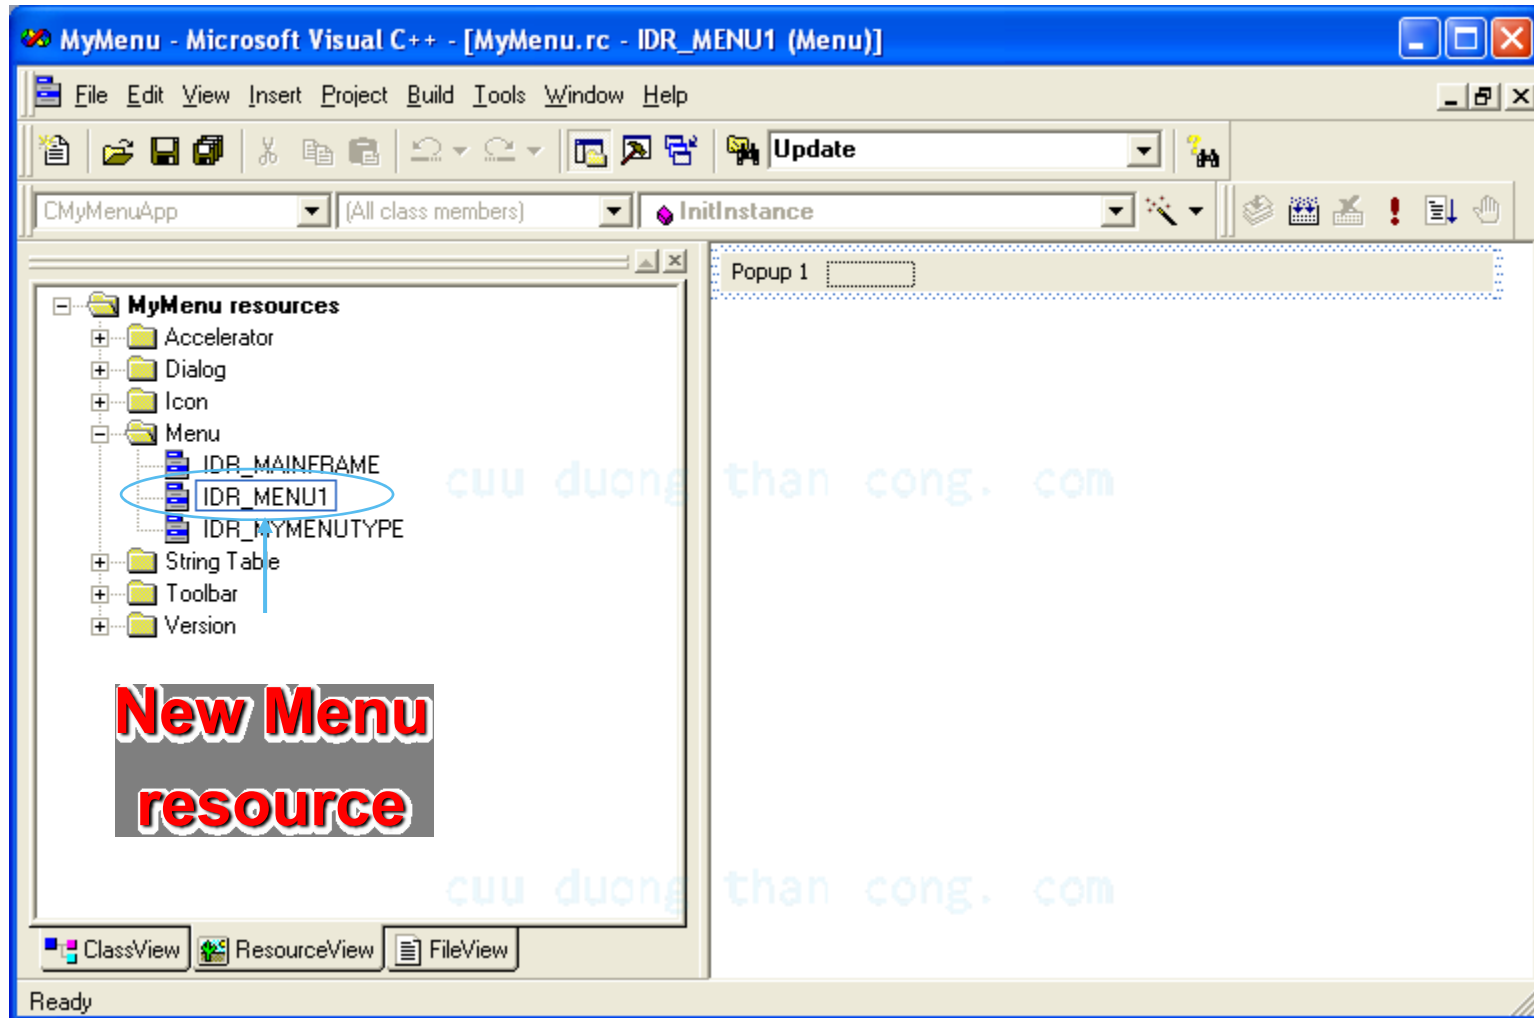 MyMenu - Microsoft Visual C++ - [MyMenu.rc - IDR_MENU1 (Menu)]
File Edit View Insert Project Build Tools Window Help
Update
CMyMenuApp (All class members) InitInstance
Popup 1
MyMenu resources
Accelerator
Dialog
Icon
Menu
IDR_MAINFRAME
IDR_MENU1
IDR_MYMENUTYPE
String Table
Toolbar
Version
cuu duong than cong. com
New Menu
resource
cuu duong than cong. com
ClassView ResourceView FileView
Ready